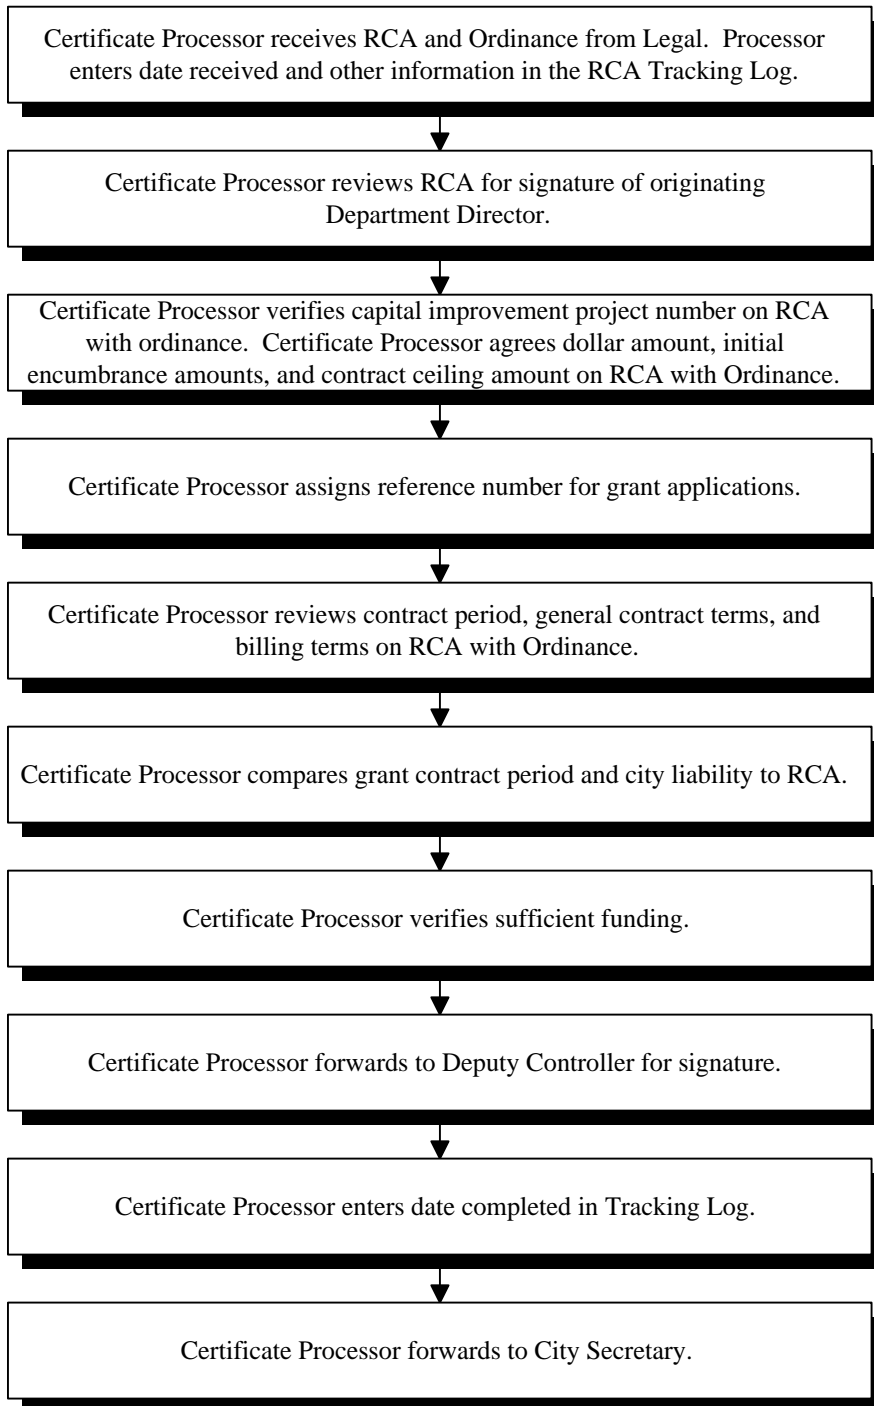 Certificate Processor receives RCA and Ordinance from Legal.  Processor
enters date received and other information in the RCA Tracking Log.
Certificate Processor reviews RCA for signature of originating
Department Director.
Certificate Processor verifies capital improvement project number on RCA
with ordinance.  Certificate Processor agrees dollar amount, initial
encumbrance amounts, and contract ceiling amount on RCA with Ordinance.
Certificate Processor assigns reference number for grant applications.
Certificate Processor reviews contract period, general contract terms, and
billing terms on RCA with Ordinance.
Certificate Processor compares grant contract period and city liability to RCA.
Certificate Processor verifies sufficient funding.
Certificate Processor forwards to Deputy Controller for signature.
Certificate Processor enters date completed in Tracking Log.
Certificate Processor forwards to City Secretary.